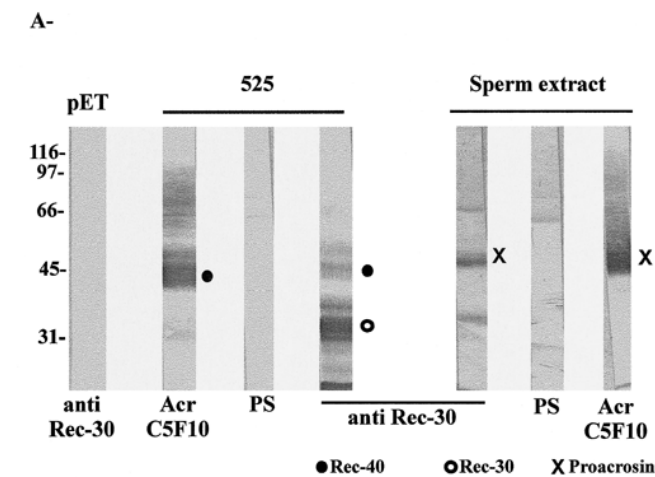 A-
525
Sperm extract
pET
116-
97-
66-
45-
31-
X
X
anti
Rec-30
Acr
C5F10
PS
anti Rec-30
PS
Acr
C5F10
●Rec-40
○Rec-30
X Proacrosin